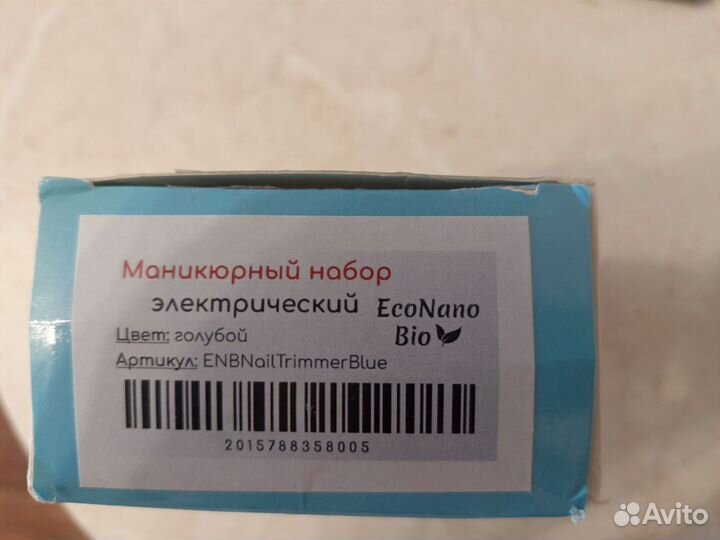 Маникюрный набор
электрический EcoNano
Цвет: голубой Bio
Артикул: ENBNailTrimmerBlue
2015788358005
Avito